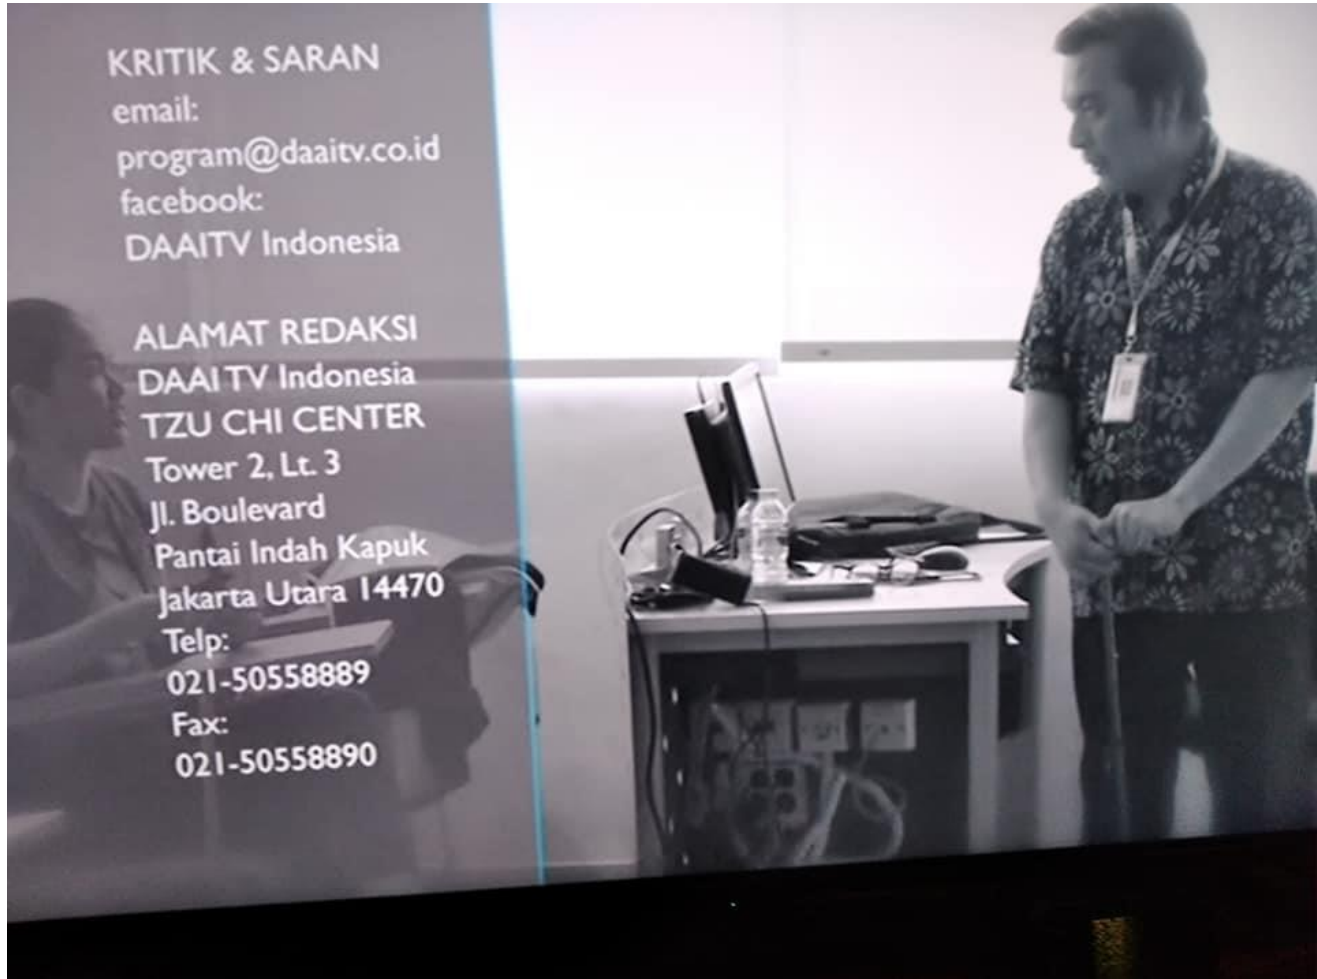 KRITIK & SARAN
email:
program@daaitv.co.id
facebook:
DAAITV Indonesia
ALAMAT REDAKSI
DAAI TV Indonesia
TZU CHI CENTER
Tower 2, Lt. 3
Jl. Boulevard
Pantai Indah Kapuk
Jakarta Utara 14470
Telp:
021-50558889
Fax:
021-50558890